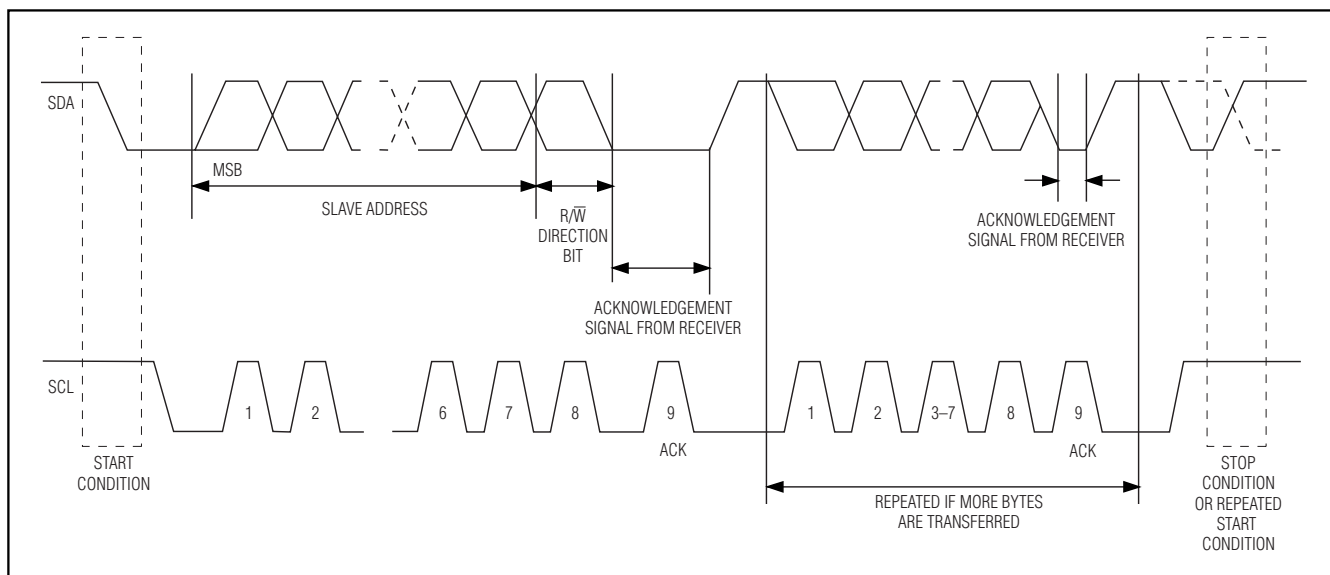 SDA
MSB
SLAVE ADDRESS
R/W̅
DIRECTION
BIT
ACKNOWLEDGEMENT
SIGNAL FROM RECEIVER
ACKNOWLEDGEMENT
SIGNAL FROM RECEIVER
SCL
1 2 6 7 8 9 1 2 3–7 8 9
ACK ACK
START
CONDITION
REPEATED IF MORE BYTES
ARE TRANSFERRED
STOP
CONDITION
OR REPEATED
START
CONDITION